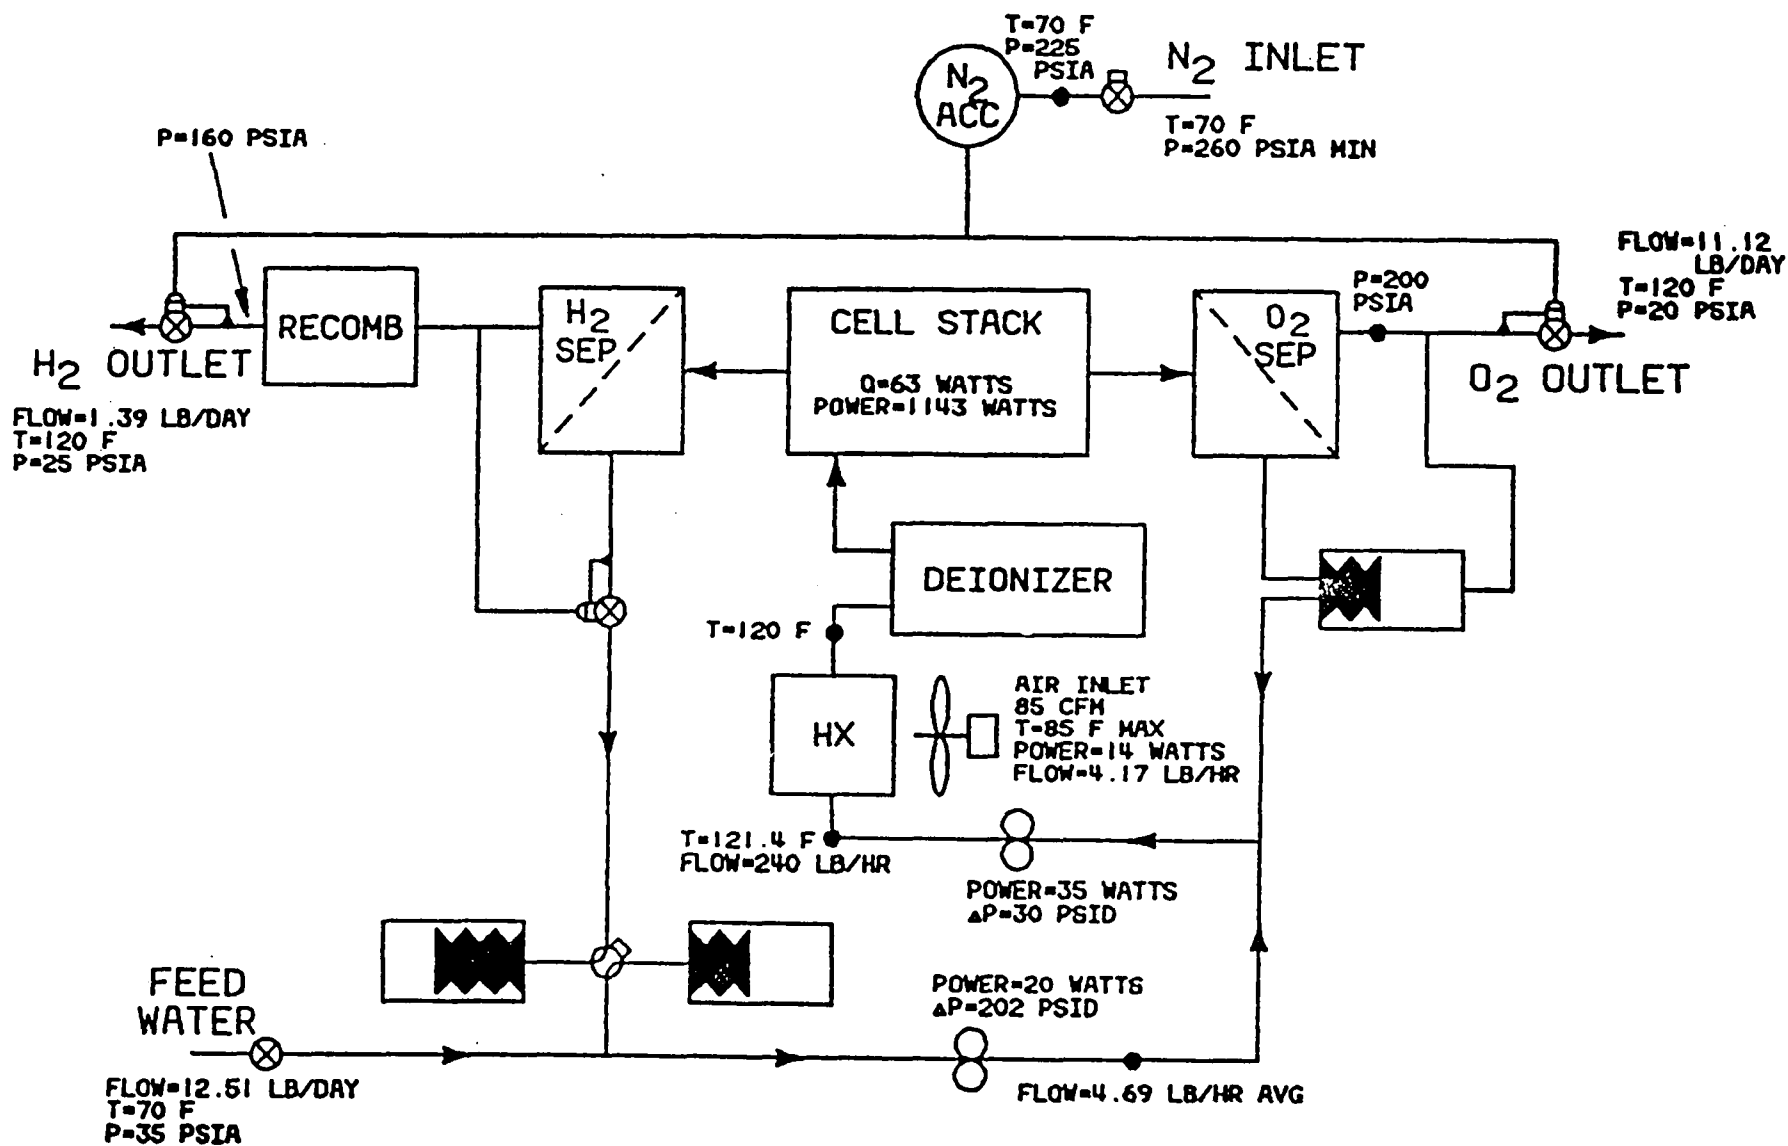 T=70 F
P=225
PSIA
N2 INLET
N2
ACC
T=70 F
P=260 PSIA MIN
P=160 PSIA
FLOW=11.12
LB/DAY
T=120 F
P=20 PSIA
P=200
PSIA
RECOMB
H2
SEP
CELL STACK
Q=63 WATTS
POWER=1143 WATTS
O2
SEP
H2 OUTLET
FLOW=1.39 LB/DAY
T=120 F
P=25 PSIA
O2 OUTLET
DEIONIZER
T=120 F
HX
AIR INLET
85 CFM
T=85 F MAX
POWER=14 WATTS
FLOW=4.17 LB/HR
T=121.4 F
FLOW=240 LB/HR
POWER=35 WATTS
ΔP=30 PSID
FEED
WATER
POWER=20 WATTS
ΔP=202 PSID
FLOW=12.51 LB/DAY
T=70 F
P=35 PSIA
FLOW=4.69 LB/HR AVG